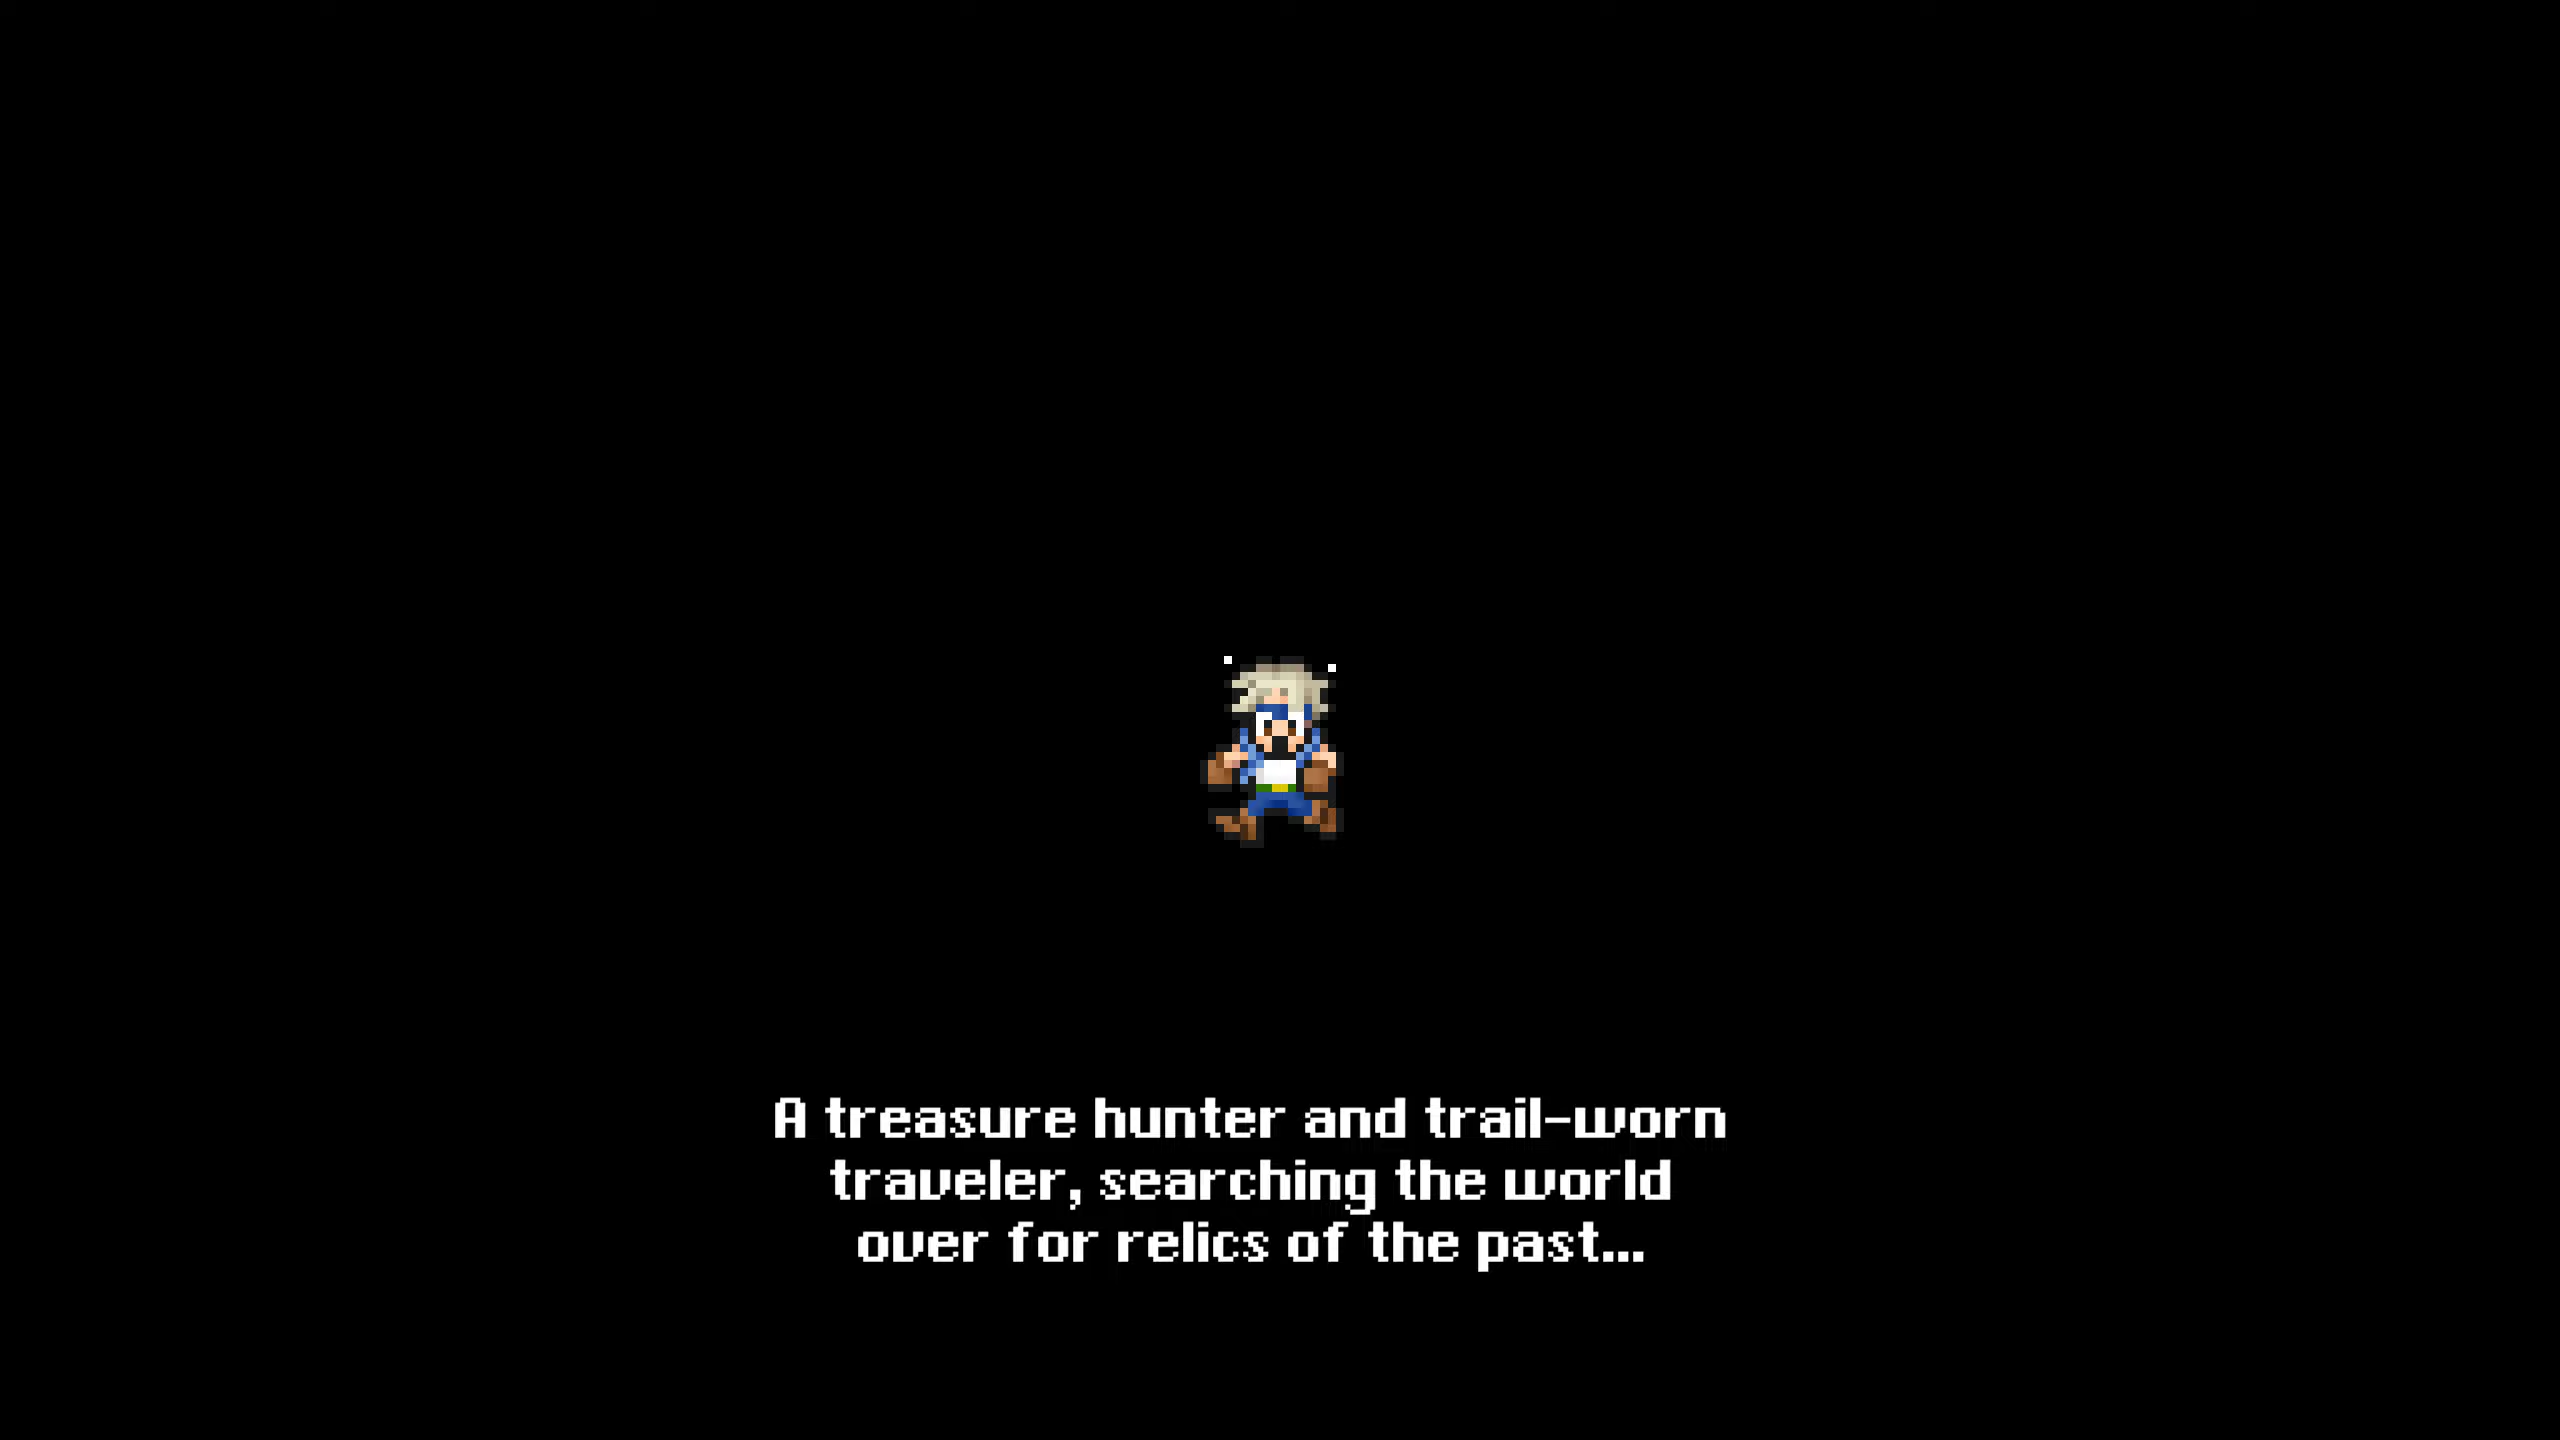 A treasure hunter and trail-worn
traveler, searching the world
over for relics of the past...